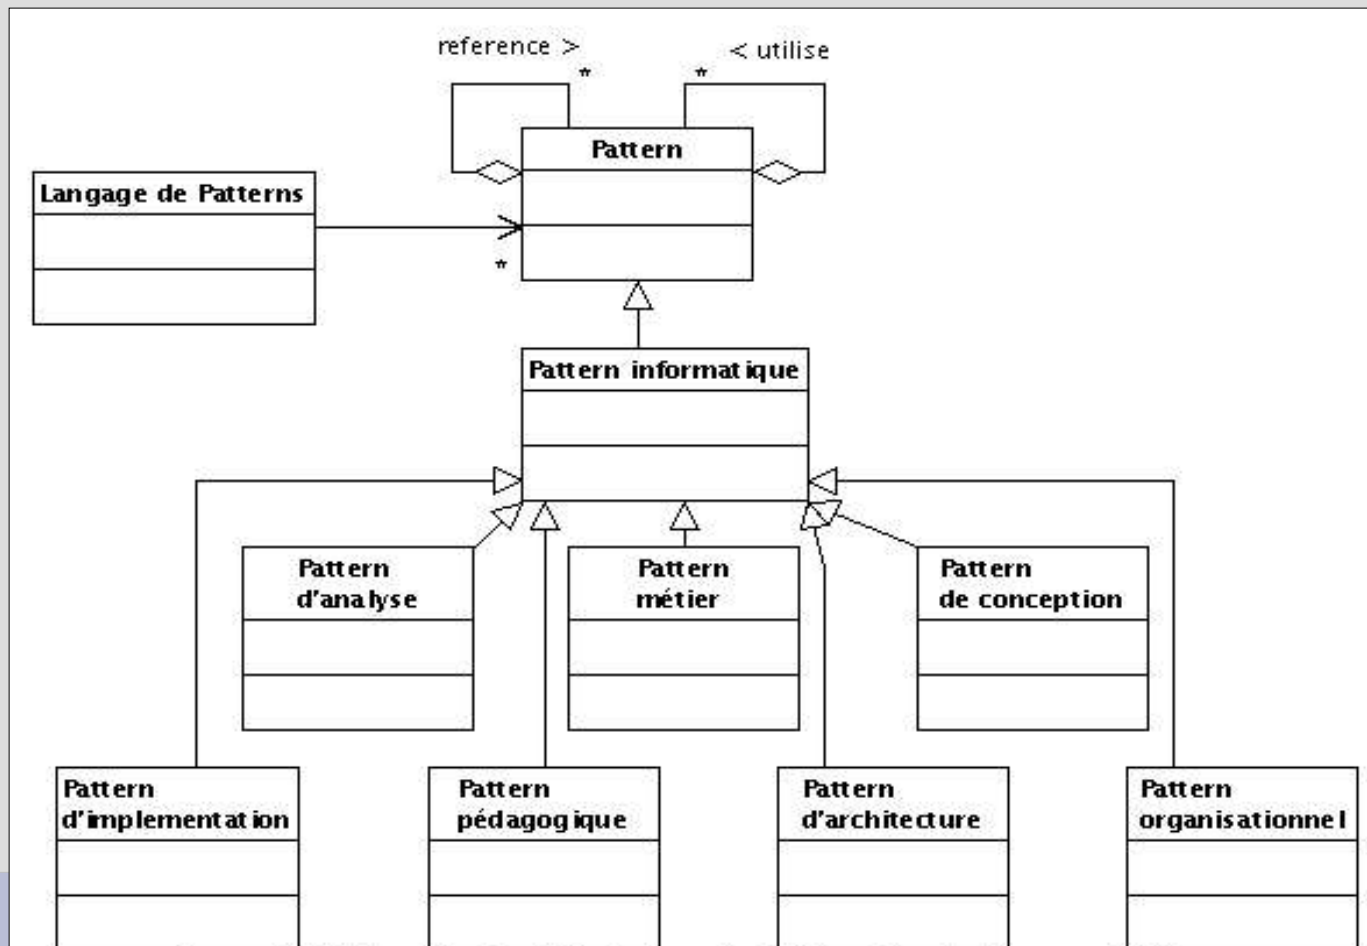 reference >
< utilise
*
*
Pattern
Langage de Patterns
*
Pattern informatique
Pattern
d'analyse
Pattern
métier
Pattern
de conception
Pattern
d'implementation
Pattern
pédagogique
Pattern
d'architecture
Pattern
organisationnel